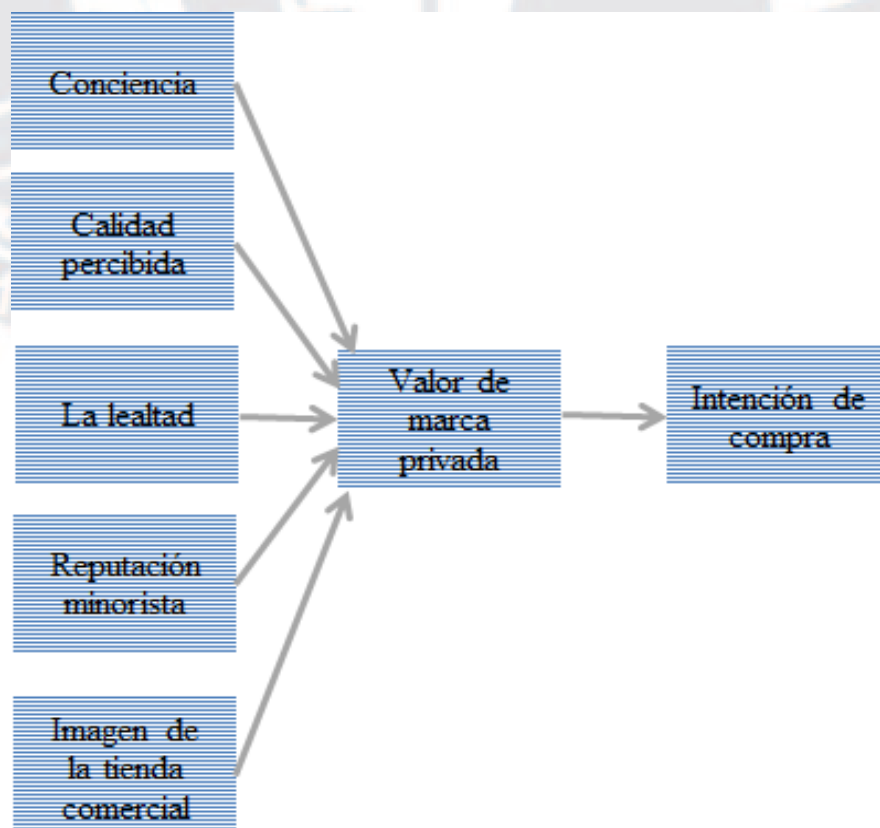 Conciencia
Calidad
percibida
La lealtad
Reputación
minorista
Imagen de
la tienda
comercial
Valor de
marca
privada
Intención de
compra